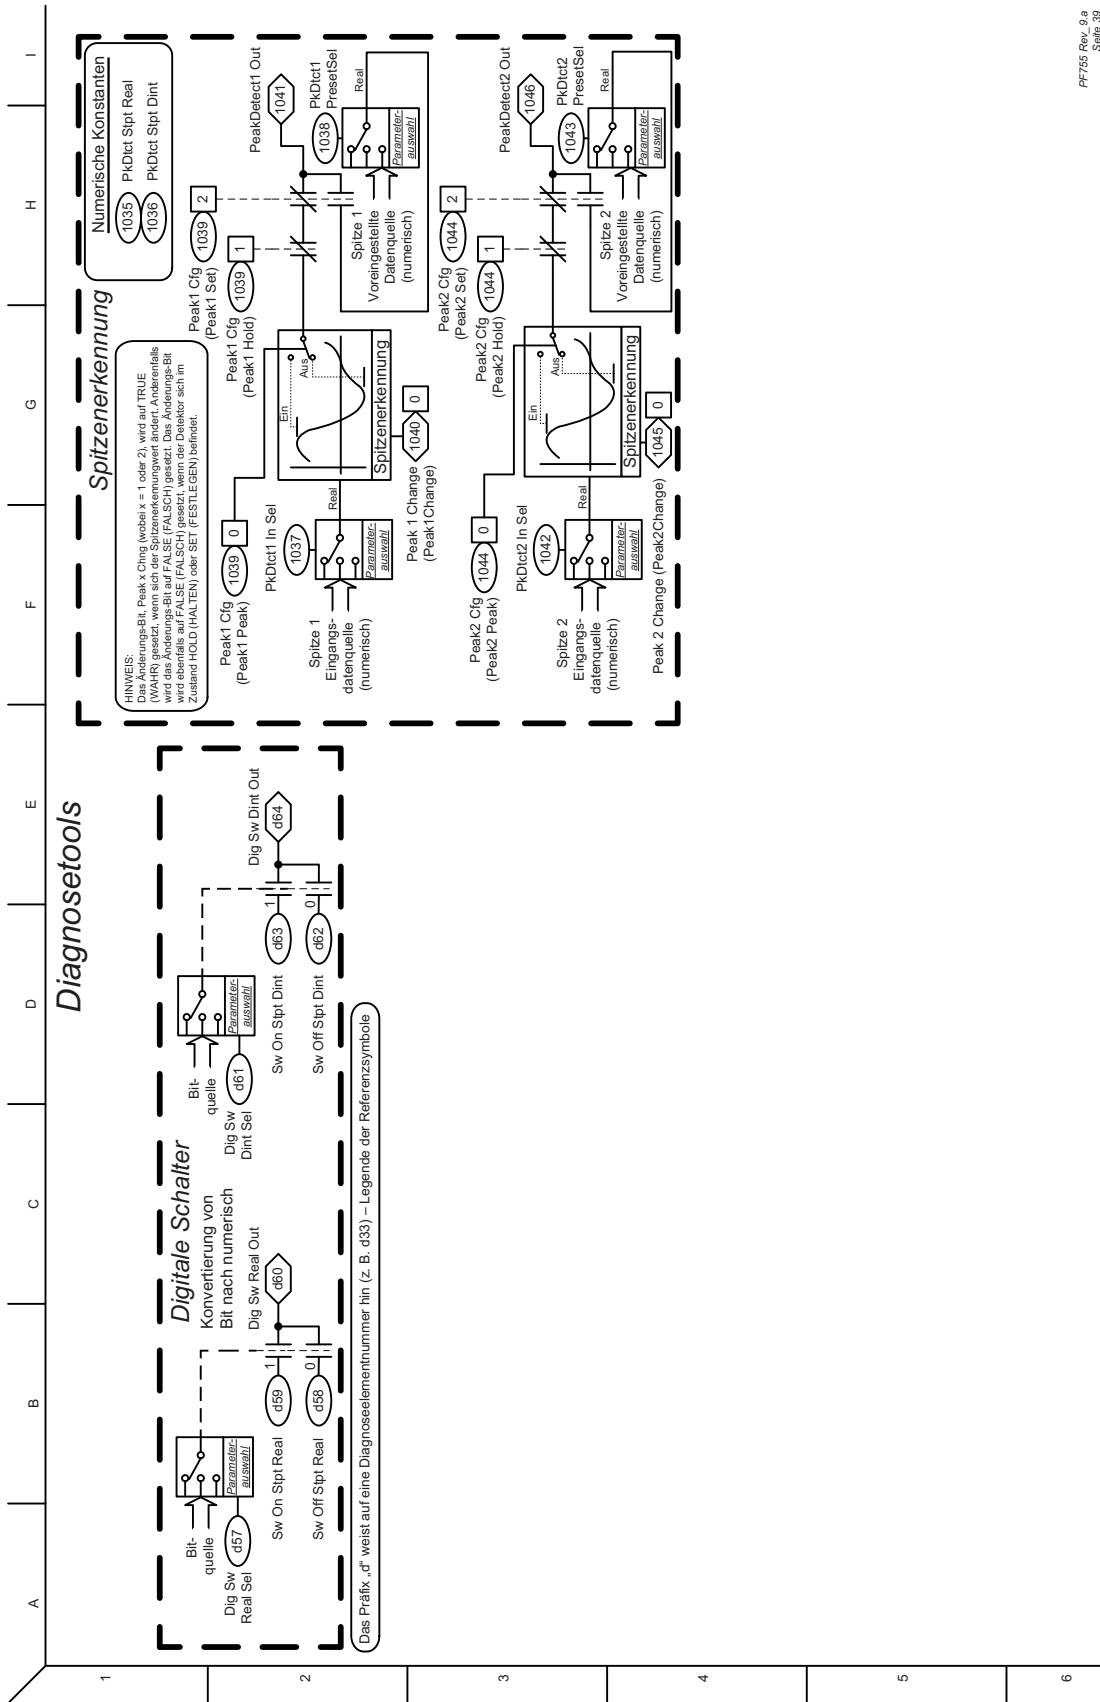 A
B
C
D
E
F
G
H
I
1
2
3
4
5
6
Diagnosetools
Digitale Schalter
Konvertierung von
Bit nach numerisch
Bit-
quelle
Parameter-
auswahl
Dig Sw
Real Sel
d57
Sw On Stpt Real
d59
1
Sw Off Stpt Real
d58
0
Dig Sw Real Out
d60
Bit-
quelle
Parameter-
auswahl
Dig Sw
Dint Sel
d61
Sw On Stpt Dint
d63
1
Sw Off Stpt Dint
d62
0
Dig Sw Dint Out
d64
Das Präfix „d“ weist auf eine Diagnoseelementnummer hin (z. B. d33) – Legende der Referenzsymbole
Spitzenerkennung
HINWEIS:
Das Änderungs-Bit, Peak x Chng (wobei x = 1 oder 2), wird auf TRUE
(WAHR) gesetzt, wenn sich der Spitzenerkennungwert ändert. Anderenfalls
wird das Änderungs-Bit auf FALSE (FALSCH) gesetzt. Das Änderungs-Bit
wird ebenfalls auf FALSE (FALSCH) gesetzt, wenn der Detektor sich im
Zustand HOLD (HALTEN) oder SET (FESTLEGEN) befindet.
Numerische Konstanten
1035 PkDtct Stpt Real
1036 PkDtct Stpt Dint
Peak1 Cfg
(Peak1 Peak)
1039
0
PkDtct1 In Sel
1037
Spitze 1
Eingangs-
datenquelle
(numerisch)
Parameter-
auswahl
Real
Ein
Aus
Spitzenerkennung
Peak 1 Change
(Peak1Change)
1040
0
Peak1 Cfg
(Peak1 Hold)
1039
1
Peak1 Cfg
(Peak1 Set)
1039
2
Spitze 1
Voreingestellte
Datenquelle
(numerisch)
PeakDetect1 Out
1041
PkDtct1
PresetSel
1038
Parameter-
auswahl
Real
Peak2 Cfg
(Peak2 Peak)
1044
0
PkDtct2 In Sel
1042
Spitze 2
Eingangs-
datenquelle
(numerisch)
Parameter-
auswahl
Real
Ein
Aus
Spitzenerkennung
Peak 2 Change (Peak2Change)
1045
0
Peak2 Cfg
(Peak2 Hold)
1044
1
Peak2 Cfg
(Peak2 Set)
1044
2
Spitze 2
Voreingestellte
Datenquelle
(numerisch)
PeakDetect2 Out
1046
PkDtct2
PresetSel
1043
Parameter-
auswahl
Real
PF755 Rev_9.a
Seite 39